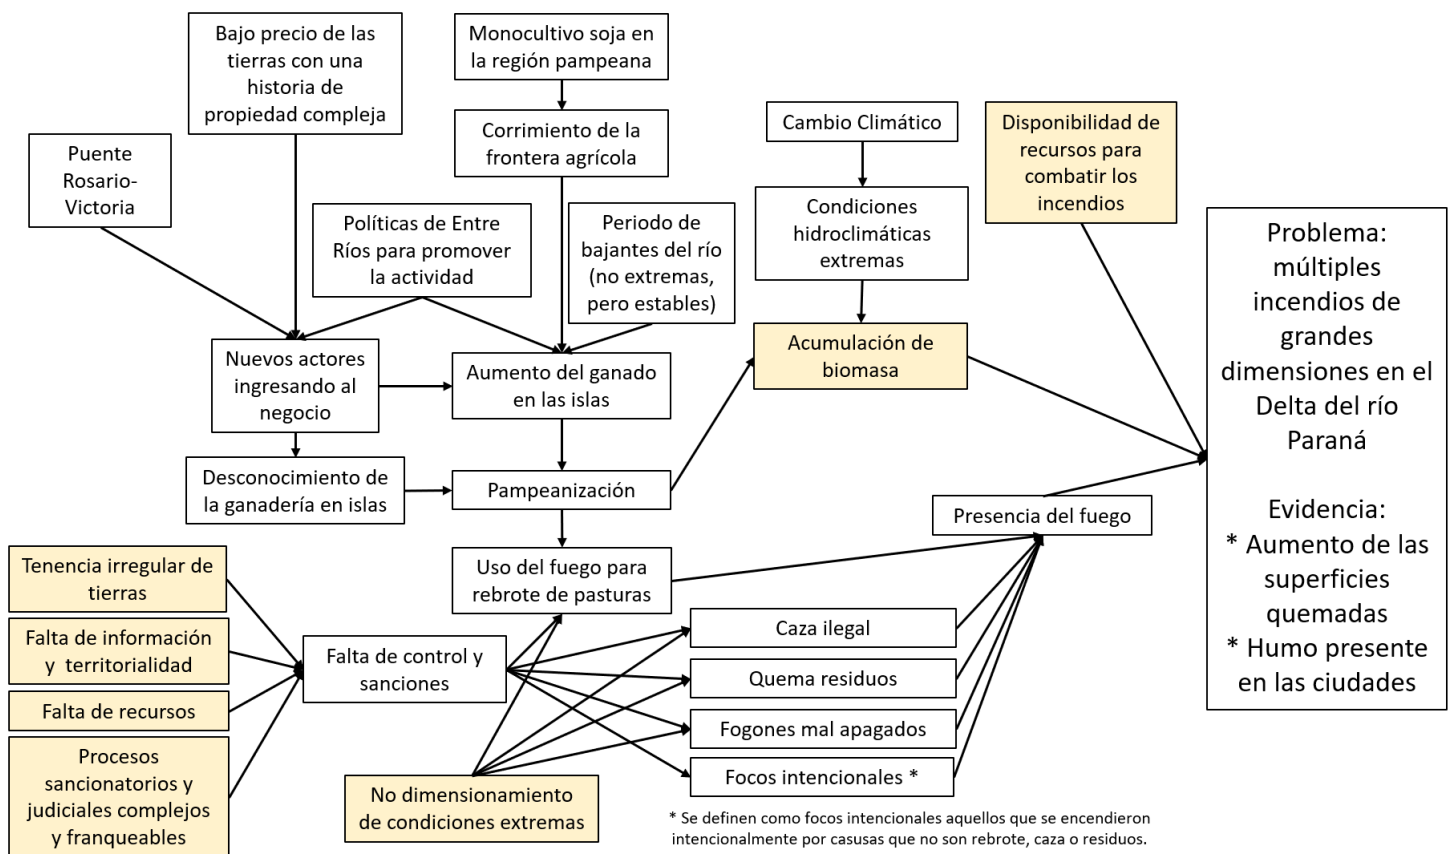 Bajo precio de las
tierras con una
historia de
propiedad compleja
Monocultivo soja en
la región pampeana
Puente
Rosario-
Victoria
Corrimiento de la
frontera agrícola
Cambio Climático
Disponibilidad de
recursos para
combatir los
incendios
Políticas de Entre
Ríos para promover
la actividad
Periodo de
bajantes del río
(no extremas,
pero estables)
Condiciones
hidroclimáticas
extremas
Nuevos actores
ingresando al
negocio
Aumento del ganado
en las islas
Acumulación de
biomasa
Desconocimiento de
la ganadería en islas
Pampeanización
Presencia del fuego
Problema:
múltiples
incendios de
grandes
dimensiones en el
Delta del río
Paraná
Evidencia:
* Aumento de las
superficies
quemadas
* Humo presente
en las ciudades
Tenencia irregular de
tierras
Falta de información
y territorialidad
Falta de recursos
Procesos
sancionatorios y
judiciales complejos
y franqueables
Falta de control y
sanciones
Uso del fuego para
rebrote de pasturas
Caza ilegal
Quema residuos
Fogones mal apagados
Focos intencionales *
No dimensionamiento
de condiciones extremas
* Se definen como focos intencionales aquellos que se encendieron
intencionalmente por casusas que no son rebrote, caza o residuos.